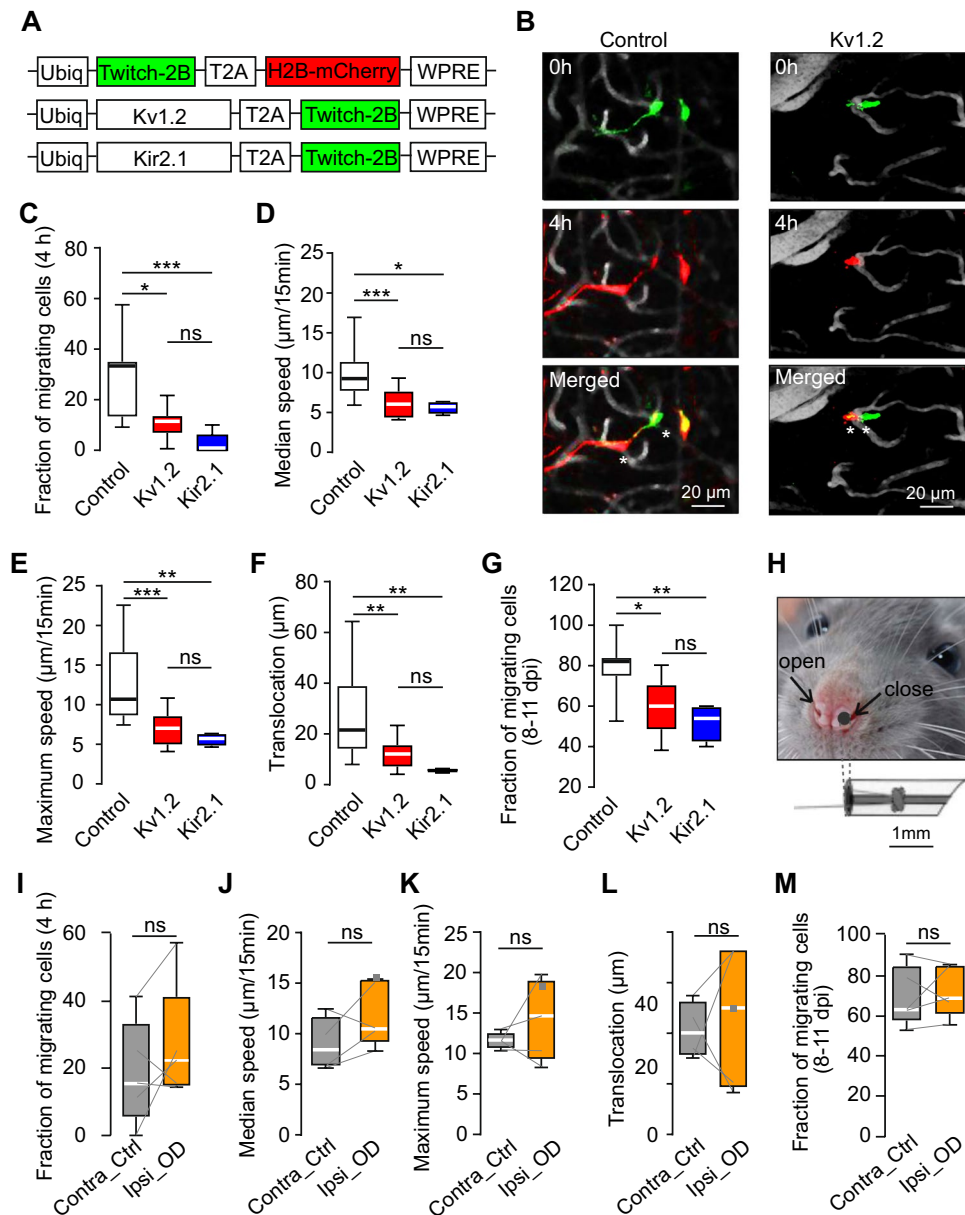 A
Ubiq Twitch-2B T2A H2B-mCherry WPRE
Ubiq Kv1.2 T2A Twitch-2B WPRE
Ubiq Kir2.1 T2A Twitch-2B WPRE
B
Control Kv1.2
0h 0h
4h 4h
Merged Merged
* * * *
20 µm 20 µm
C
Fraction of migrating cells (4 h)
80
60
40
20
0
***
*
ns
Control Kv1.2 Kir2.1
D
Median speed (µm/15min)
25
20
15
10
5
0
*
***
ns
Control Kv1.2 Kir2.1
E
Maximum speed (µm/15min)
25
20
15
10
5
0
**
***
ns
Control Kv1.2 Kir2.1
F
Translocation (µm)
80
60
40
20
0
**
**
ns
Control Kv1.2 Kir2.1
G
Fraction of migrating cells
(8-11 dpi)
120
100
80
60
40
20
**
*
ns
Control Kv1.2 Kir2.1
H
open
close
1mm
I
Fraction of migrating cells (4 h)
60
40
20
0
ns
Contra_Ctrl Ipsi_OD
J
Median speed (µm/15min)
20
15
10
5
0
ns
Contra_Ctrl Ipsi_OD
K
Maximum speed (µm/15min)
25
20
15
10
5
0
ns
Contra_Ctrl Ipsi_OD
L
Translocation (µm)
40
20
0
ns
Contra_Ctrl Ipsi_OD
M
Fraction of migrating cells
(8-11 dpi)
100
80
60
40
20
0
ns
Contra_Ctrl Ipsi_OD